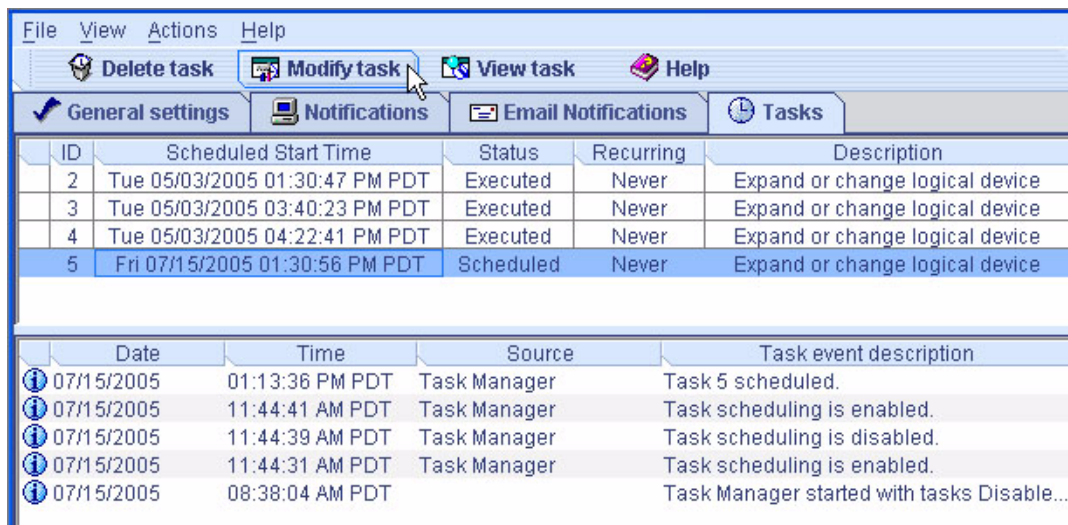 File View Actions Help
Delete task Modify task View task Help
General settings Notifications Email Notifications Tasks
ID Scheduled Start Time Status Recurring Description
2 Tue 05/03/2005 01:30:47 PM PDT Executed Never Expand or change logical device
3 Tue 05/03/2005 03:40:23 PM PDT Executed Never Expand or change logical device
4 Tue 05/03/2005 04:22:41 PM PDT Executed Never Expand or change logical device
5 Fri 07/15/2005 01:30:56 PM PDT Scheduled Never Expand or change logical device
Date Time Source Task event description
07/15/2005 01:13:36 PM PDT Task Manager Task 5 scheduled.
07/15/2005 11:44:41 AM PDT Task Manager Task scheduling is enabled.
07/15/2005 11:44:39 AM PDT Task Manager Task scheduling is disabled.
07/15/2005 11:44:31 AM PDT Task Manager Task scheduling is enabled.
07/15/2005 08:38:04 AM PDT Task Manager started with tasks Disable...